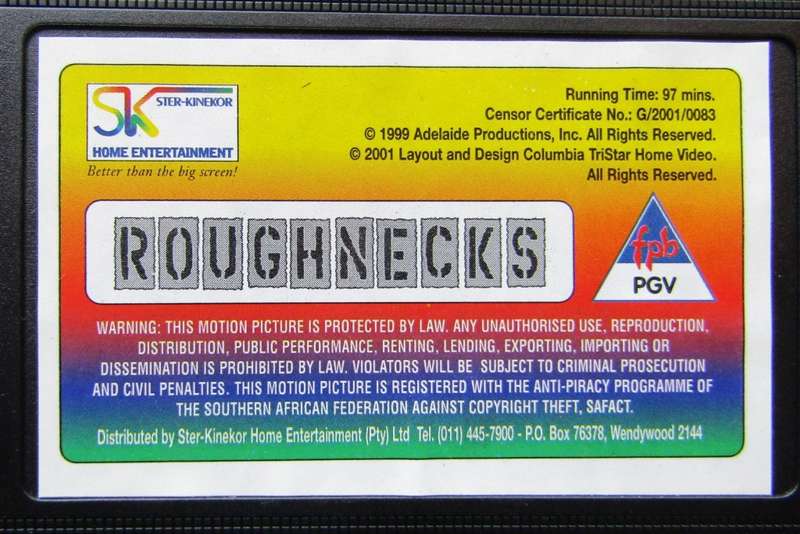 SK STER-KINEKOR
HOME ENTERTAINMENT
Better than the big screen!
Running Time: 97 mins.
Censor Certificate No.: G/2001/0083
© 1999 Adelaide Productions, Inc. All Rights Reserved.
© 2001 Layout and Design Columbia TriStar Home Video.
All Rights Reserved.
ROUGHNECKS
fpb
PGV
WARNING: THIS MOTION PICTURE IS PROTECTED BY LAW. ANY UNAUTHORISED USE, REPRODUCTION,
DISTRIBUTION, PUBLIC PERFORMANCE, RENTING, LENDING, EXPORTING, IMPORTING OR
DISSEMINATION IS PROHIBITED BY LAW. VIOLATORS WILL BE SUBJECT TO CRIMINAL PROSECUTION
AND CIVIL PENALTIES. THIS MOTION PICTURE IS REGISTERED WITH THE ANTI-PIRACY PROGRAMME OF
THE SOUTHERN AFRICAN FEDERATION AGAINST COPYRIGHT THEFT, SAFACT.
Distributed by Ster-Kinekor Home Entertainment (Pty) Ltd Tel. (011) 445-7900 - P.O. Box 76378, Wendywood 2144